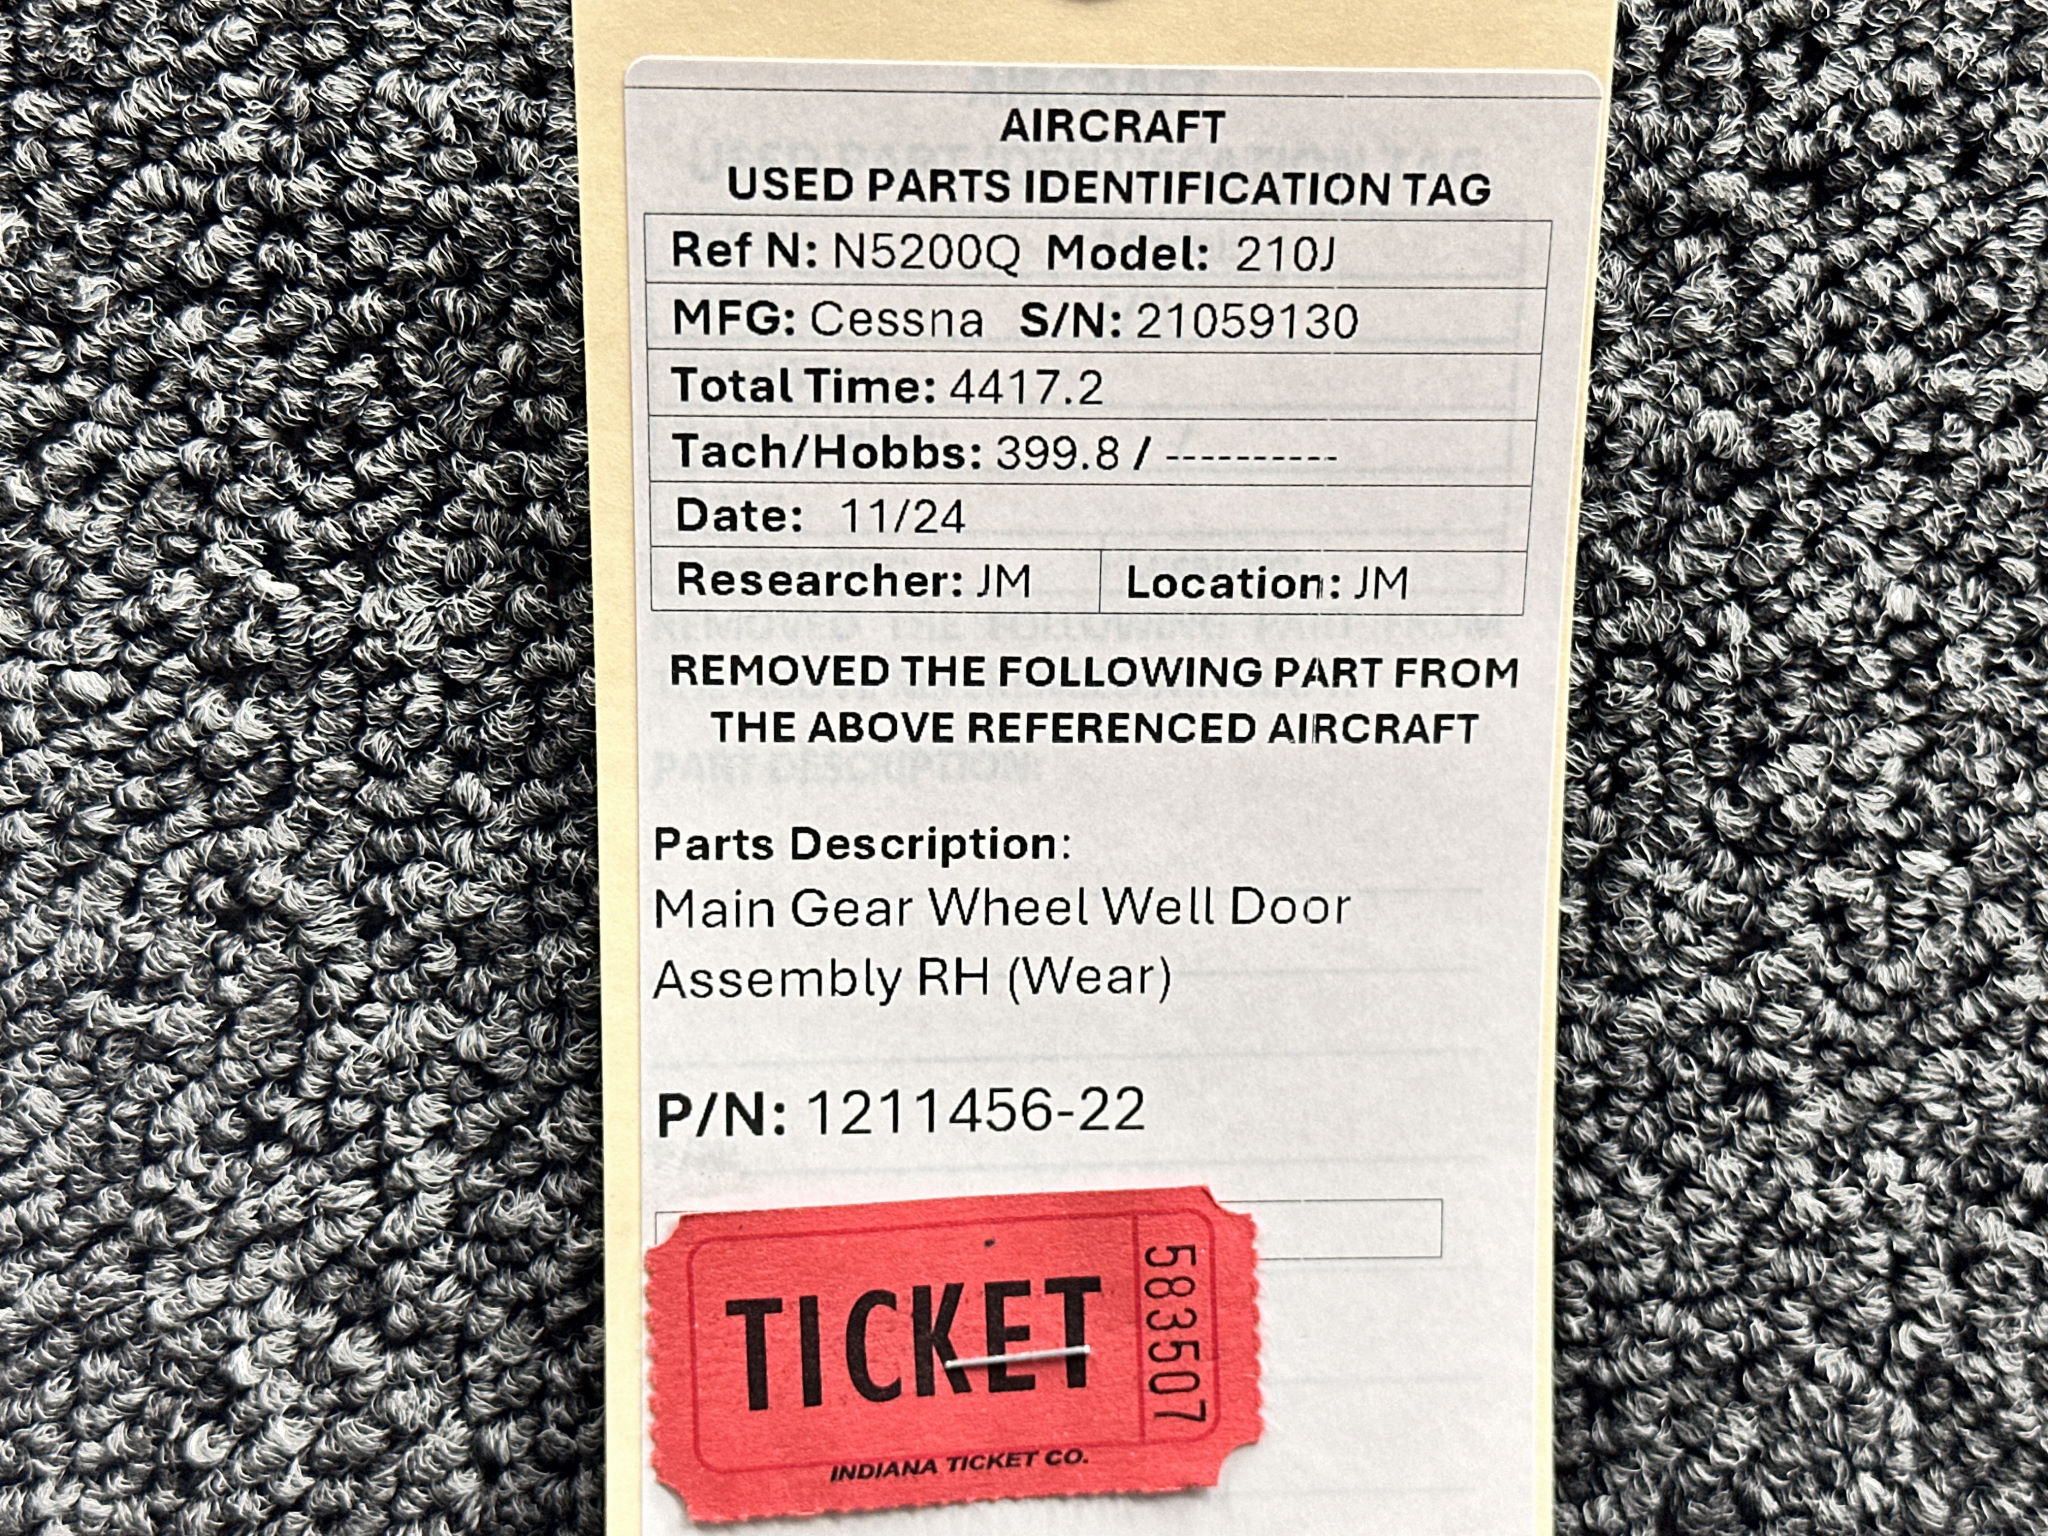 AIRCRAFT
USED PARTS IDENTIFICATION TAG
Ref N: N5200Q Model: 210J
MFG: Cessna S/N: 21059130
Total Time: 4417.2
Tach/Hobbs: 399.8 / ----------
Date: 11/24
Researcher: JM Location: JM
REMOVED THE FOLLOWING PART FROM
THE ABOVE REFERENCED AIRCRAFT
PART DESCRIPTION:
Parts Description:
Main Gear Wheel Well Door
Assembly RH (Wear)
P/N: 1211456-22
TICKET
583507
INDIANA TICKET CO.